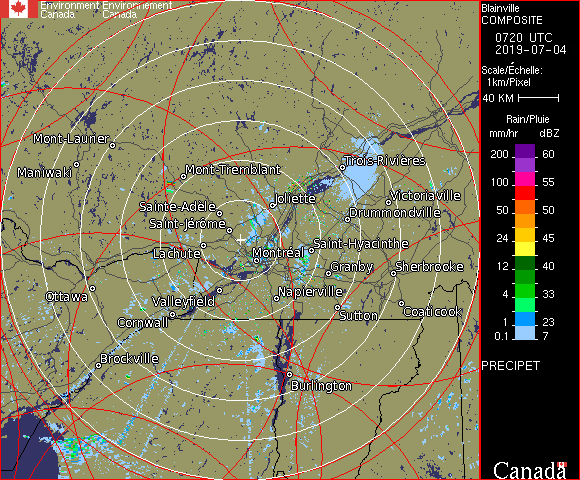 Environment Environnement
Canada Canada
Blainville
COMPOSITE
0720 UTC
2019-07-04
Scale/Échelle:
1km/Pixel
40 KM
Rain/Pluie
mm/hr dBZ
200 60
100 55
50 50
24 45
12 40
4 33
1 23
0.1 7
PRECIPET
Canada
Mont-Laurier
Maniwaki
Mont-Tremblant
Trois-Rivières
Sainte-Adèle
Joliette
Victoriaville
Saint-Jérôme
Drummondville
Lachute
Montréal
Saint-Hyacinthe
Granby
Sherbrooke
Ottawa
Valleyfield
Napierville
Cornwall
Sutton
Coaticook
Brockville
Burlington